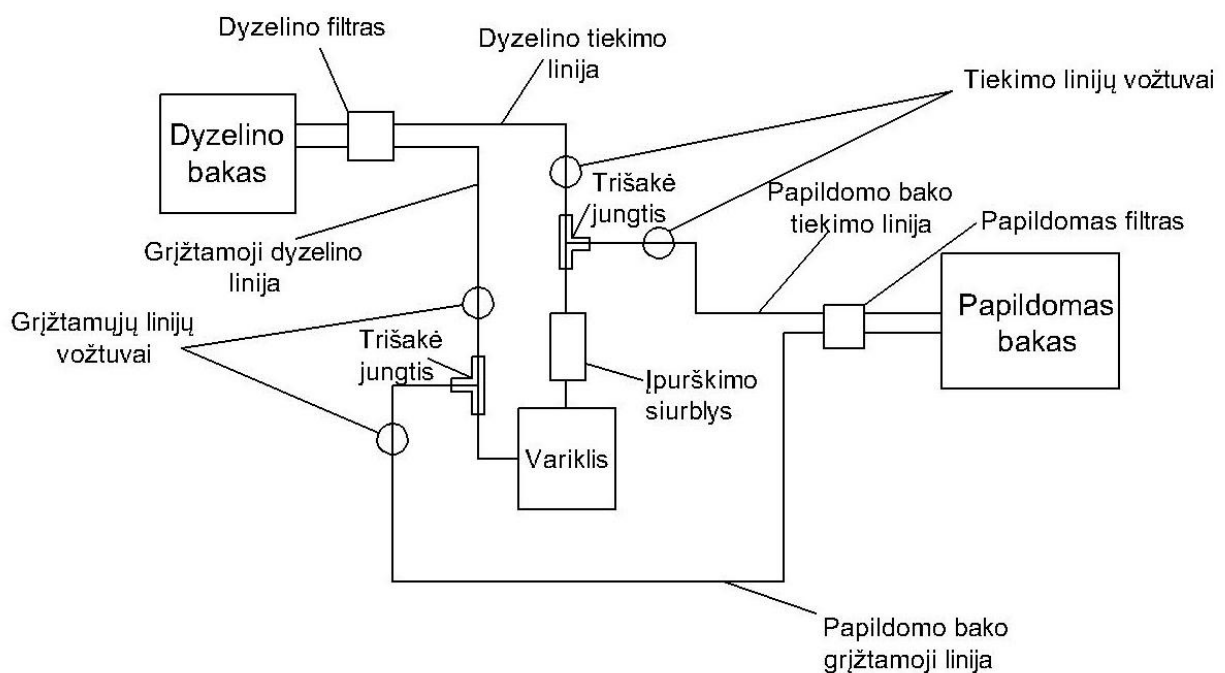 Dyzelino filtras
Dyzelino tiekimo
linija
Tiekimo linijų vožtuvai
Dyzelino
bakas
Trišakė
jungtis
Papildomo bako
tiekimo linija
Papildomas filtras
Grįžtamoji dyzelino
linija
Papildomas
bakas
Grįžtamųjų linijų
vožtuvai
Trišakė
jungtis
Įpurškimo
siurblys
Variklis
Papildomo bako
grįžtamoji linija